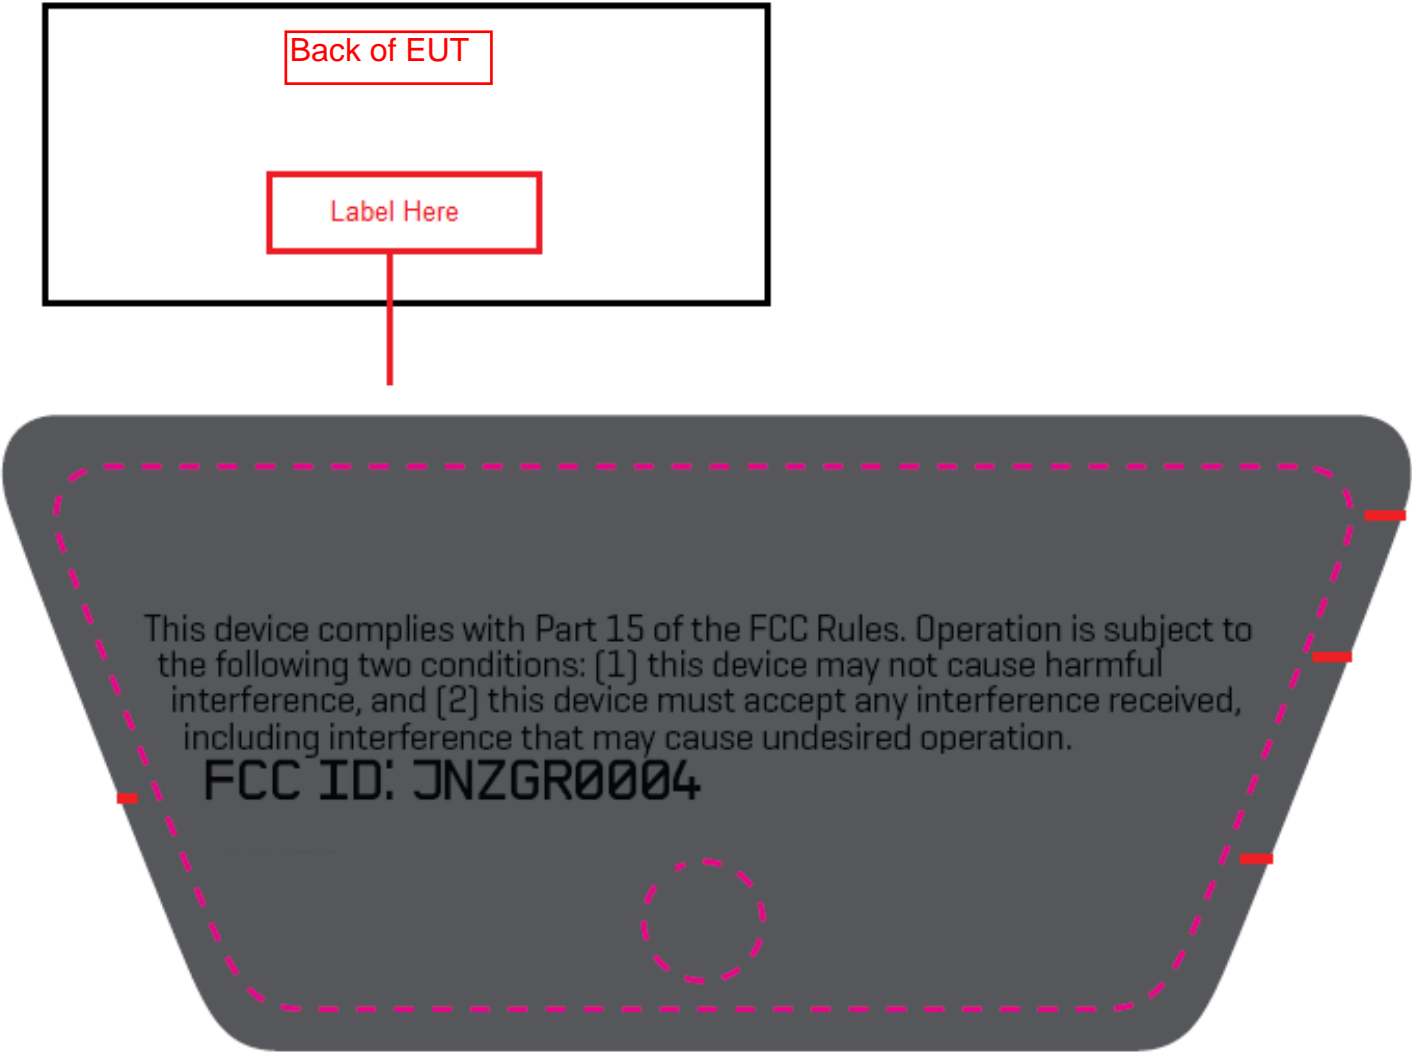 Back of EUT
Label Here
This device complies with Part 15 of the FCC Rules. Operation is subject to
the following two conditions: (1) this device may not cause harmful
interference, and (2) this device must accept any interference received,
including interference that may cause undesired operation.
FCC ID: JNZGR0004